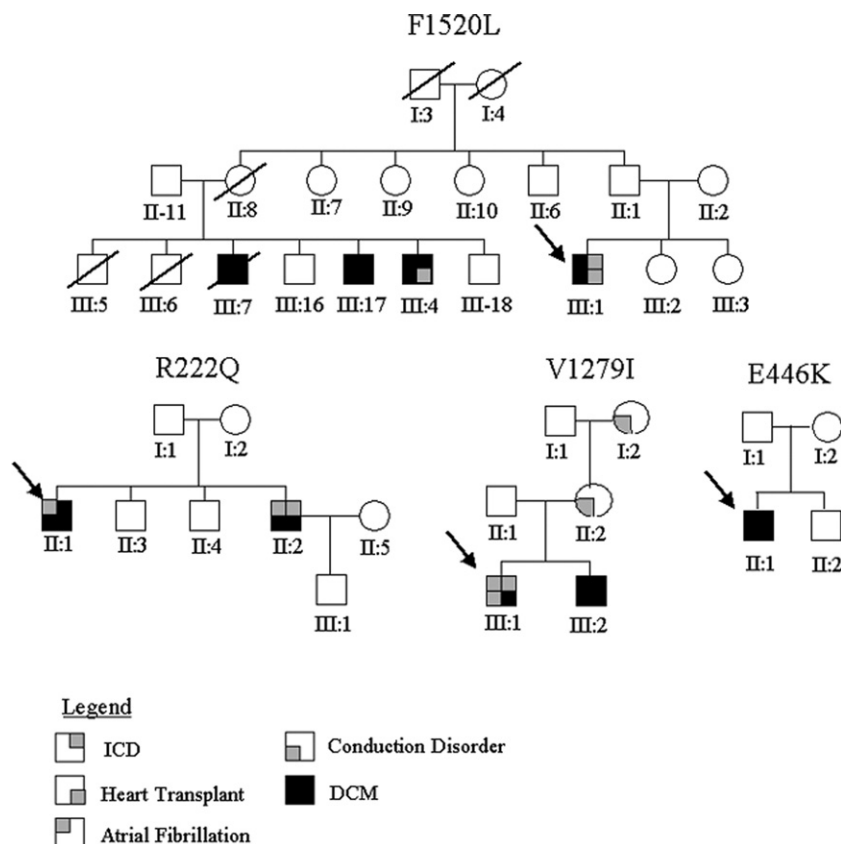 F1520L
I:3 I:4
II-11 II:8 II:7 II:9 II:10 II:6 II:1 II:2
III:5 III:6 III:7 III:16 III:17 III:4 III-18 III:1 III:2 III:3
R222Q V1279I E446K
I:1 I:2 I:1 I:2 I:1 I:2
II:1 II:3 II:4 II:2 II:5 II:1 II:2 II:1 II:2
III:1 III:1 III:2
Legend
ICD Conduction Disorder
Heart Transplant DCM
Atrial Fibrillation